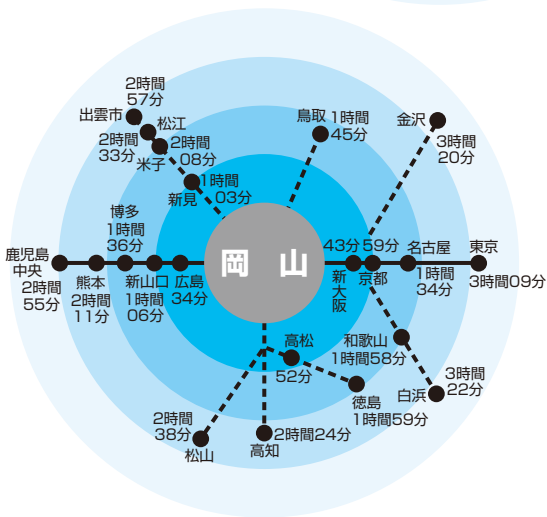 2時間
57分
出雲市
松江
2時間
33分
米子
2時間
08分
新見
1時間
03分
鳥取
1時間
45分
金沢
3時間
20分
博多
1時間
36分
鹿児島
中央
2時間
55分
熊本
2時間
11分
新山口
1時間
06分
広島
34分
岡山
43分
新大阪
59分
京都
名古屋
1時間
34分
東京
3時間09分
高松
52分
和歌山
1時間58分
徳島
1時間59分
白浜
3時間
22分
2時間
38分
松山
2時間24分
高知